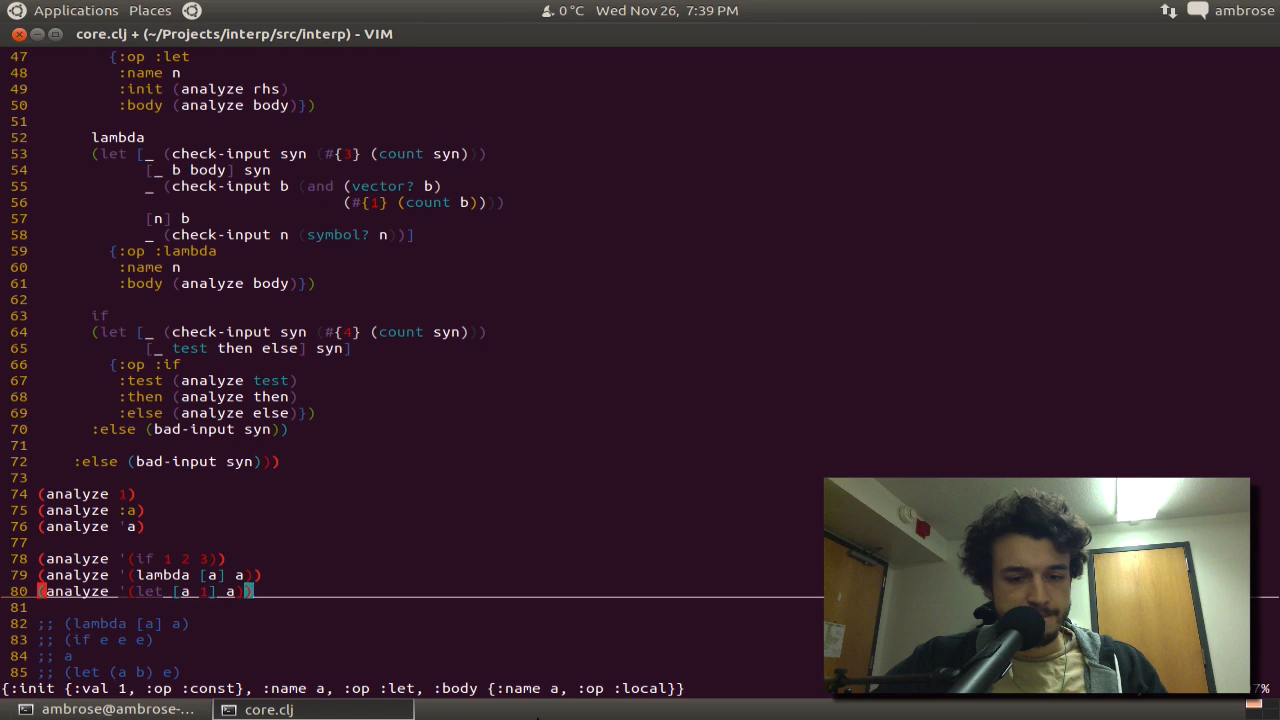 Applications Places 0 °C Wed Nov 26, 7:39 PM ambrose
core.clj + (~/Projects/interp/src/interp) - VIM
47 {:op :let
48 :name n
49 :init (analyze rhs)
50 :body (analyze body)})
51
52 lambda
53 (let [_ (check-input syn (#{3} (count syn)))
54 [_ b body] syn
55 _ (check-input b (and (vector? b)
56 (#{1} (count b))))
57 [n] b
58 _ (check-input n (symbol? n))]
59 {:op :lambda
60 :name n
61 :body (analyze body)})
62
63 if
64 (let [_ (check-input syn (#{4} (count syn)))
65 [_ test then else] syn]
66 {:op :if
67 :test (analyze test)
68 :then (analyze then)
69 :else (analyze else)})
70 :else (bad-input syn))
71
72 :else (bad-input syn)))
73
74 (analyze 1)
75 (analyze :a)
76 (analyze 'a)
77
78 (analyze '(if 1 2 3))
79 (analyze '(lambda [a] a))
80 (analyze '(let [a 1] a))
81
82 ;; (lambda [a] a)
83 ;; (if e e e)
84 ;; a
85 ;; (let (a b) e)
{:init {:val 1, :op :const}, :name a, :op :let, :body {:name a, :op :local}} 7%
ambrose@ambrose-... core.clj